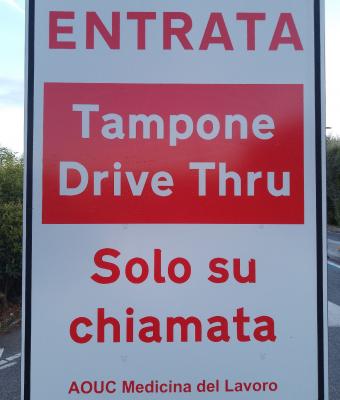 ENTRATA
Tampone
Drive Thru
Solo su
chiamata
AOUC Medicina del Lavoro